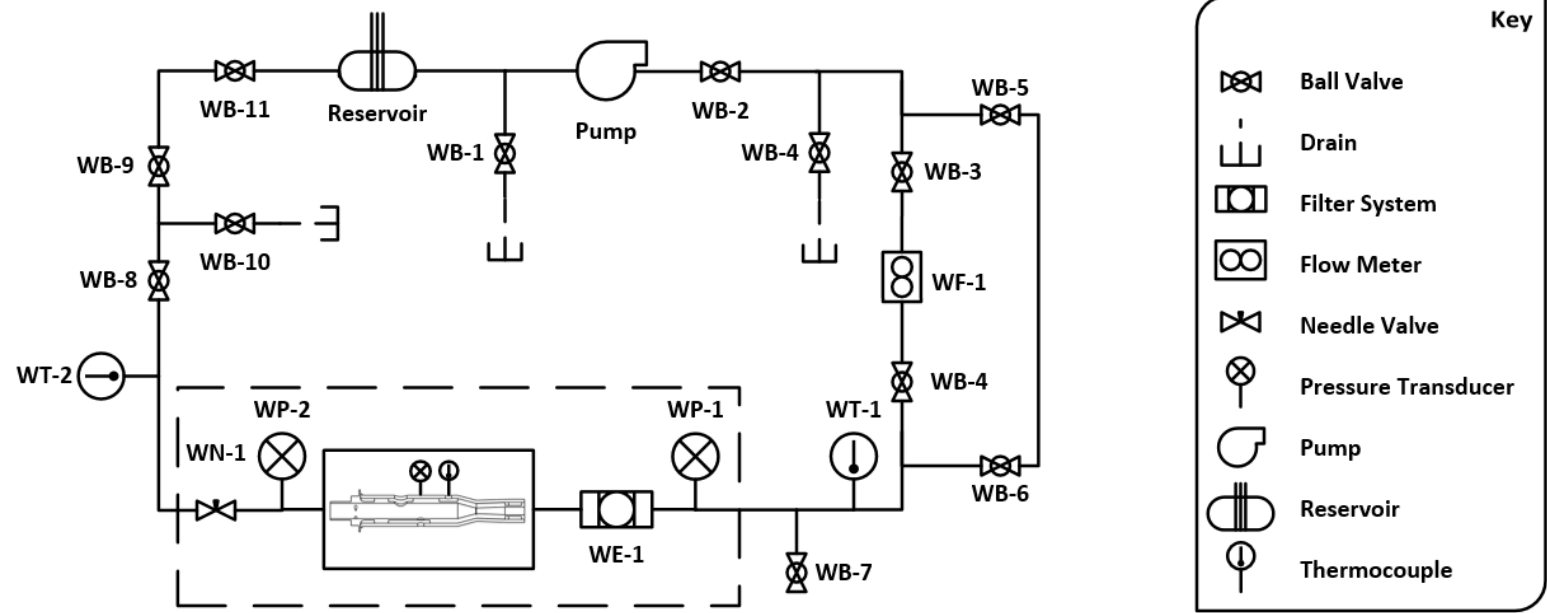 Key
WB-11
Reservoir
Pump
WB-2
WB-5
WB-9
WB-1
WB-4
WB-3
WB-10
WB-8
WF-1
WT-2
WB-4
WP-2
WP-1
WT-1
WN-1
WB-6
WE-1
WB-7
Ball Valve
Drain
Filter System
Flow Meter
Needle Valve
Pressure Transducer
Pump
Reservoir
Thermocouple